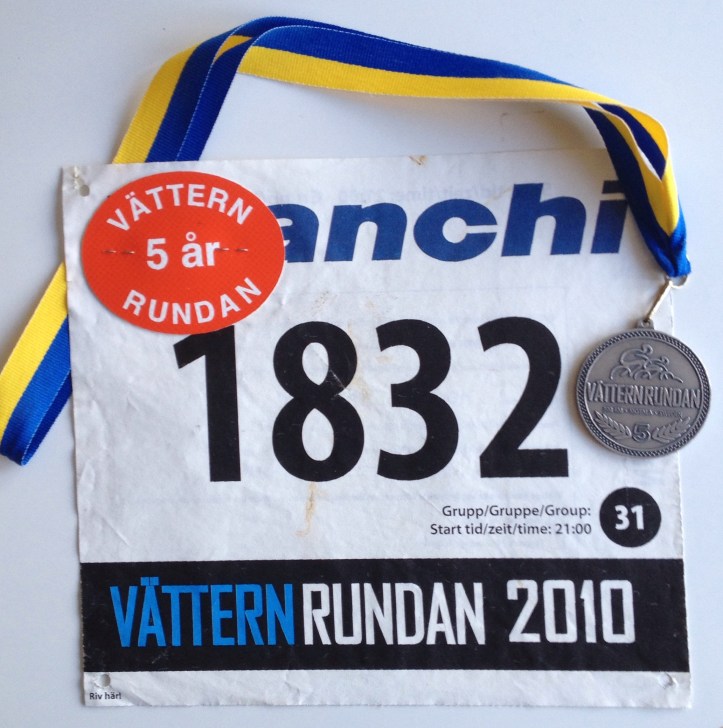 VÄTTERN
5 år
RUNDAN
anchi
1832
VÄTTERNRUNDAN
5
Grupp/Gruppe/Group:
Start tid/zeit/time: 21:00
31
VÄTTERNRUNDAN 2010
Riv här!